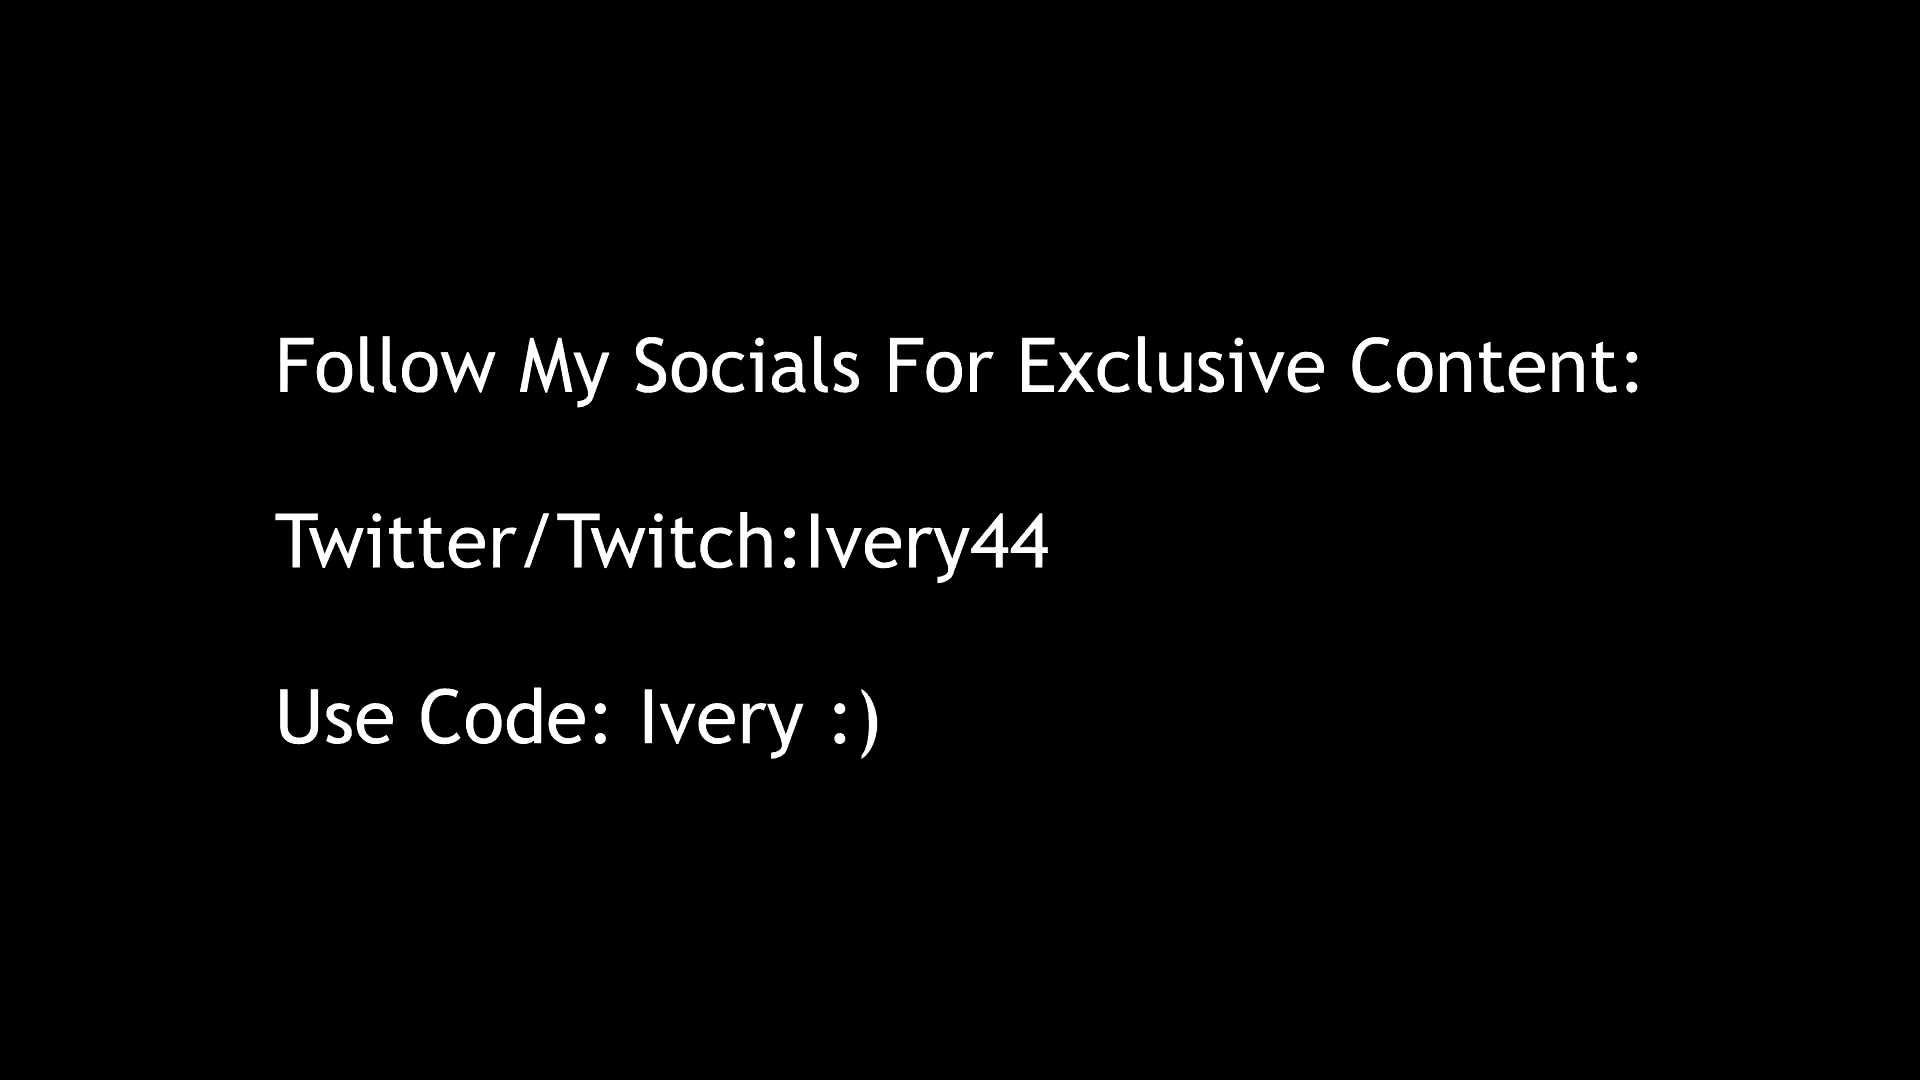 Follow My Socials For Exclusive Content:
Twitter/Twitch:Ivery44
Use Code: Ivery :)